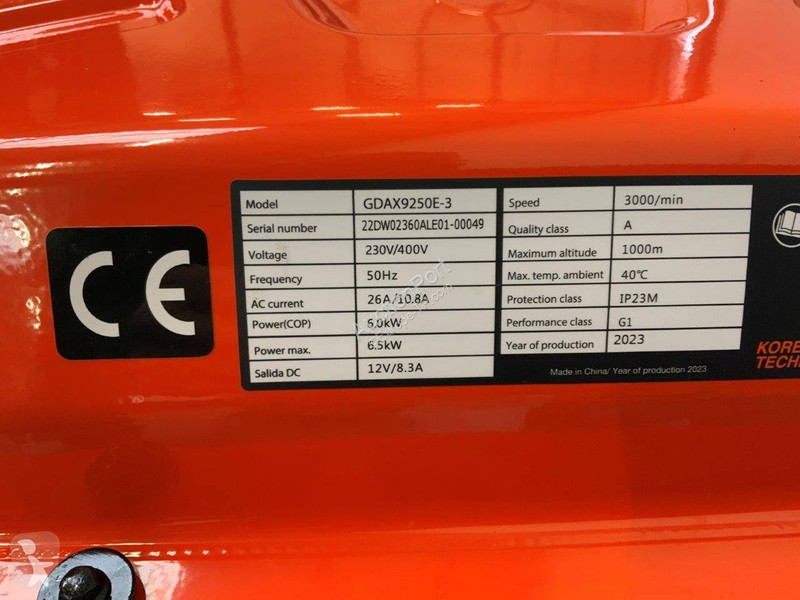 CE
Model GDAX9250E-3
Serial number 22DW02360ALE01-00049
Voltage 230V/400V
Frequency 50Hz
AC current 26A/10.8A
Power(COP) 6.0kW
Power max. 6.5kW
Salida DC 12V/8.3A
Speed 3000/min
Quality class A
Maximum altitude 1000m
Max. temp. ambient 40℃
Protection class IP23M
Performance class G1
Year of production 2023
Made in China/ Year of production 2023